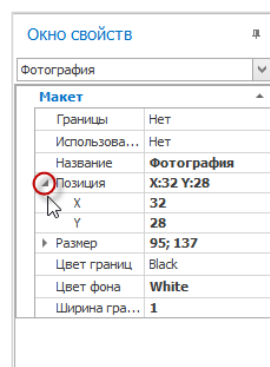 Окно свойств
Фотография
Макет
Границы Нет
Использова... Нет
Название Фотография
Позиция X:32 Y:28
X 32
Y 28
Размер 95; 137
Цвет границ Black
Цвет фона White
Ширина гра... 1